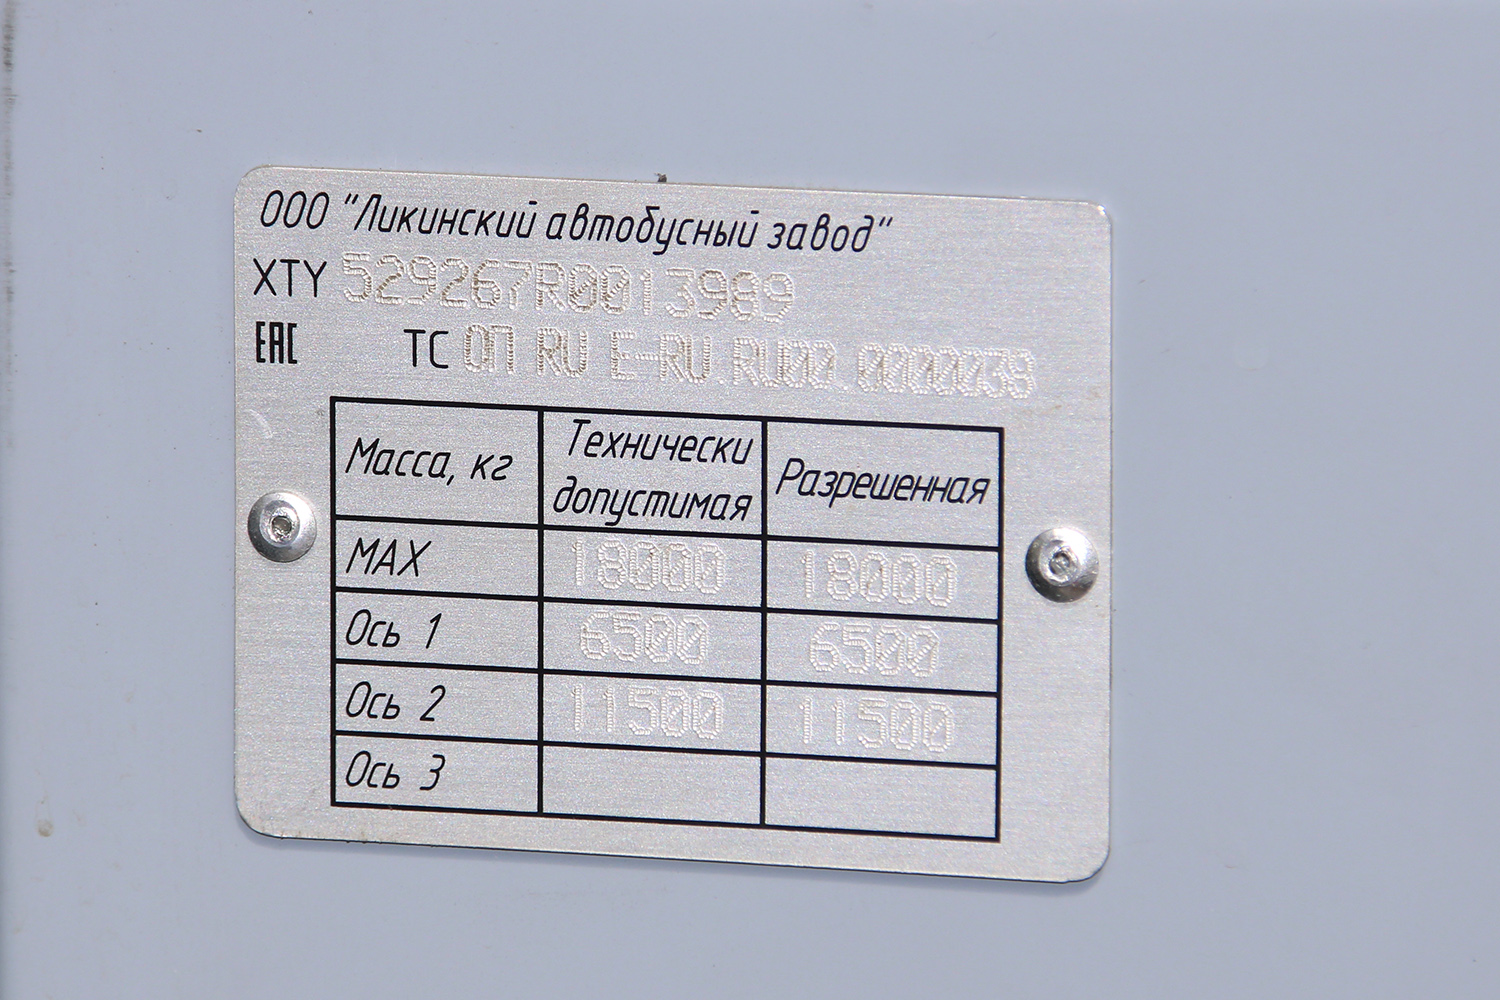 ООО "Ликинский автобусный завод"
XTY 529267R0013989
EAC ТС ОП RU E-RU.RU00.0000038
Масса, кг Технически допустимая Разрешенная
MAX 18000 18000
Ось 1 6500 6500
Ось 2 11500 11500
Ось 3